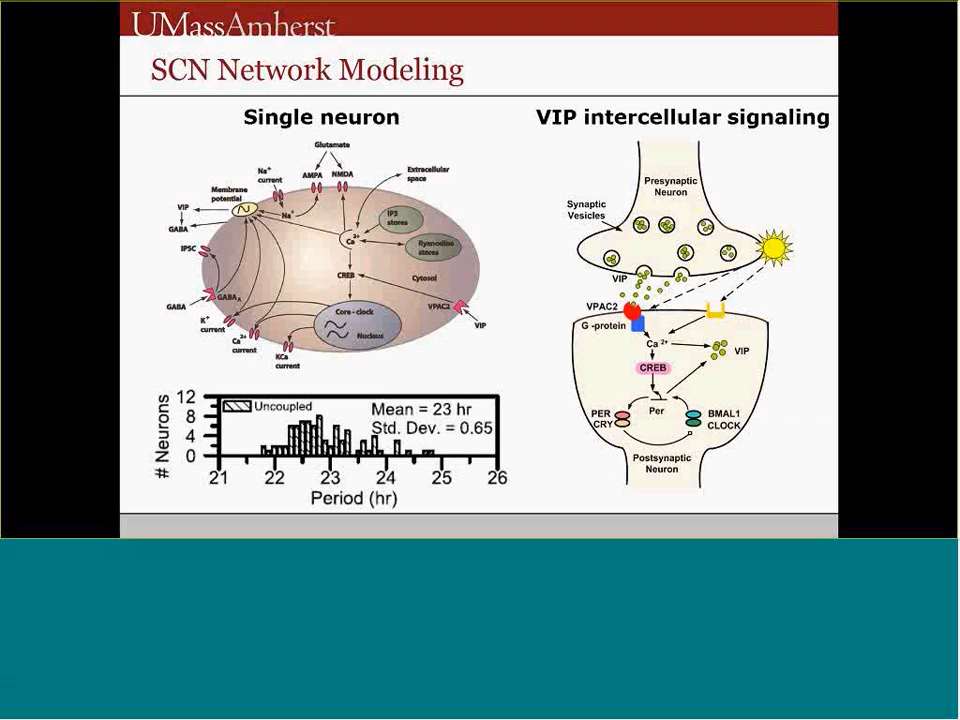 UMassAmherst
SCN Network Modeling
Single neuron
VIP intercellular signaling
Glutamate
Na+
current
AMPA
NMDA
Extracellular
space
Membrane
potential
VIP
GABA
Na+
IP3
stores
Ca 2+
Ryanodine
stores
IPSC
CREB
Cytosol
GABA
GABAA
VPAC2
VIP
K+
current
Core - clock
Nucleus
Ca2+
current
KCa
current
# Neurons
12
8
4
0
Uncoupled
Mean = 23 hr
Std. Dev. = 0.65
21 22 23 24 25 26
Period (hr)
Presynaptic
Neuron
Synaptic
Vesicles
VIP
VPAC2
G -protein
Ca 2+
VIP
CREB
Per
PER
CRY
BMAL1
CLOCK
Postsynaptic
Neuron